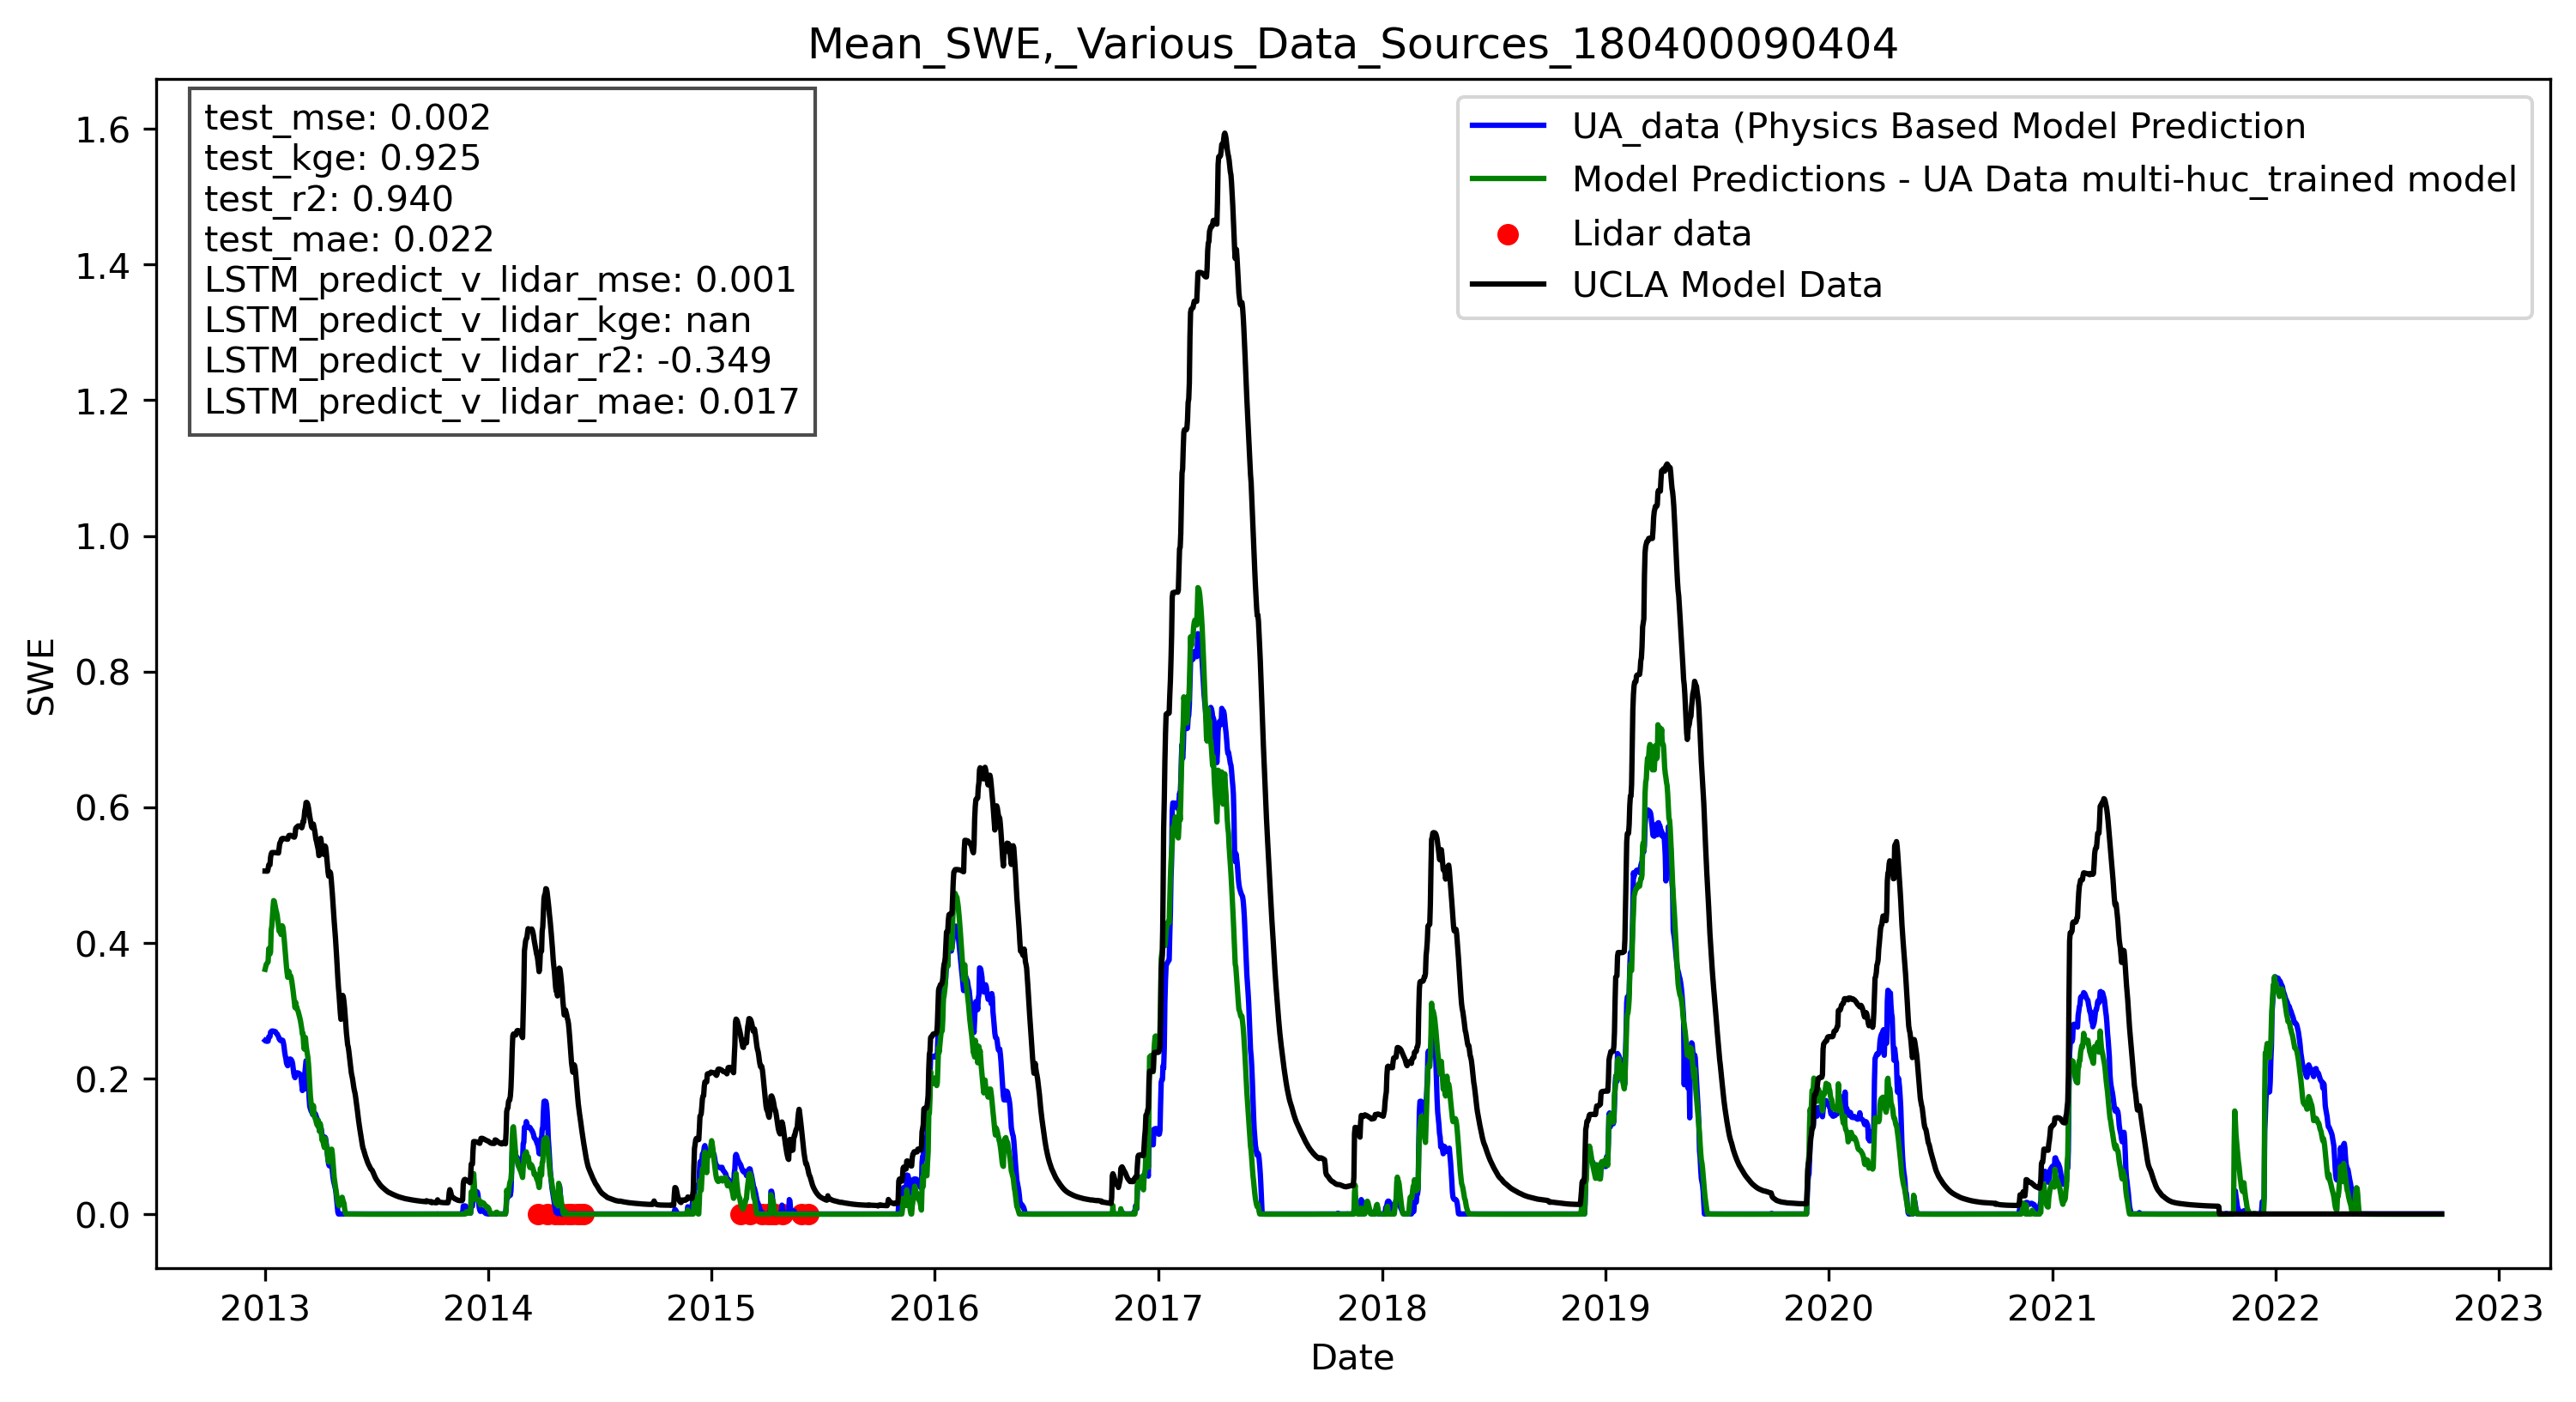 Mean_SWE,_Various_Data_Sources_180400090404
test_mse: 0.002
test_kge: 0.925
test_r2: 0.940
test_mae: 0.022
LSTM_predict_v_lidar_mse: 0.001
LSTM_predict_v_lidar_kge: nan
LSTM_predict_v_lidar_r2: -0.349
LSTM_predict_v_lidar_mae: 0.017
UA_data (Physics Based Model Prediction
Model Predictions - UA Data multi-huc_trained model
Lidar data
UCLA Model Data
SWE
1.6
1.4
1.2
1.0
0.8
0.6
0.4
0.2
0.0
2013 2014 2015 2016 2017 2018 2019 2020 2021 2022 2023
Date